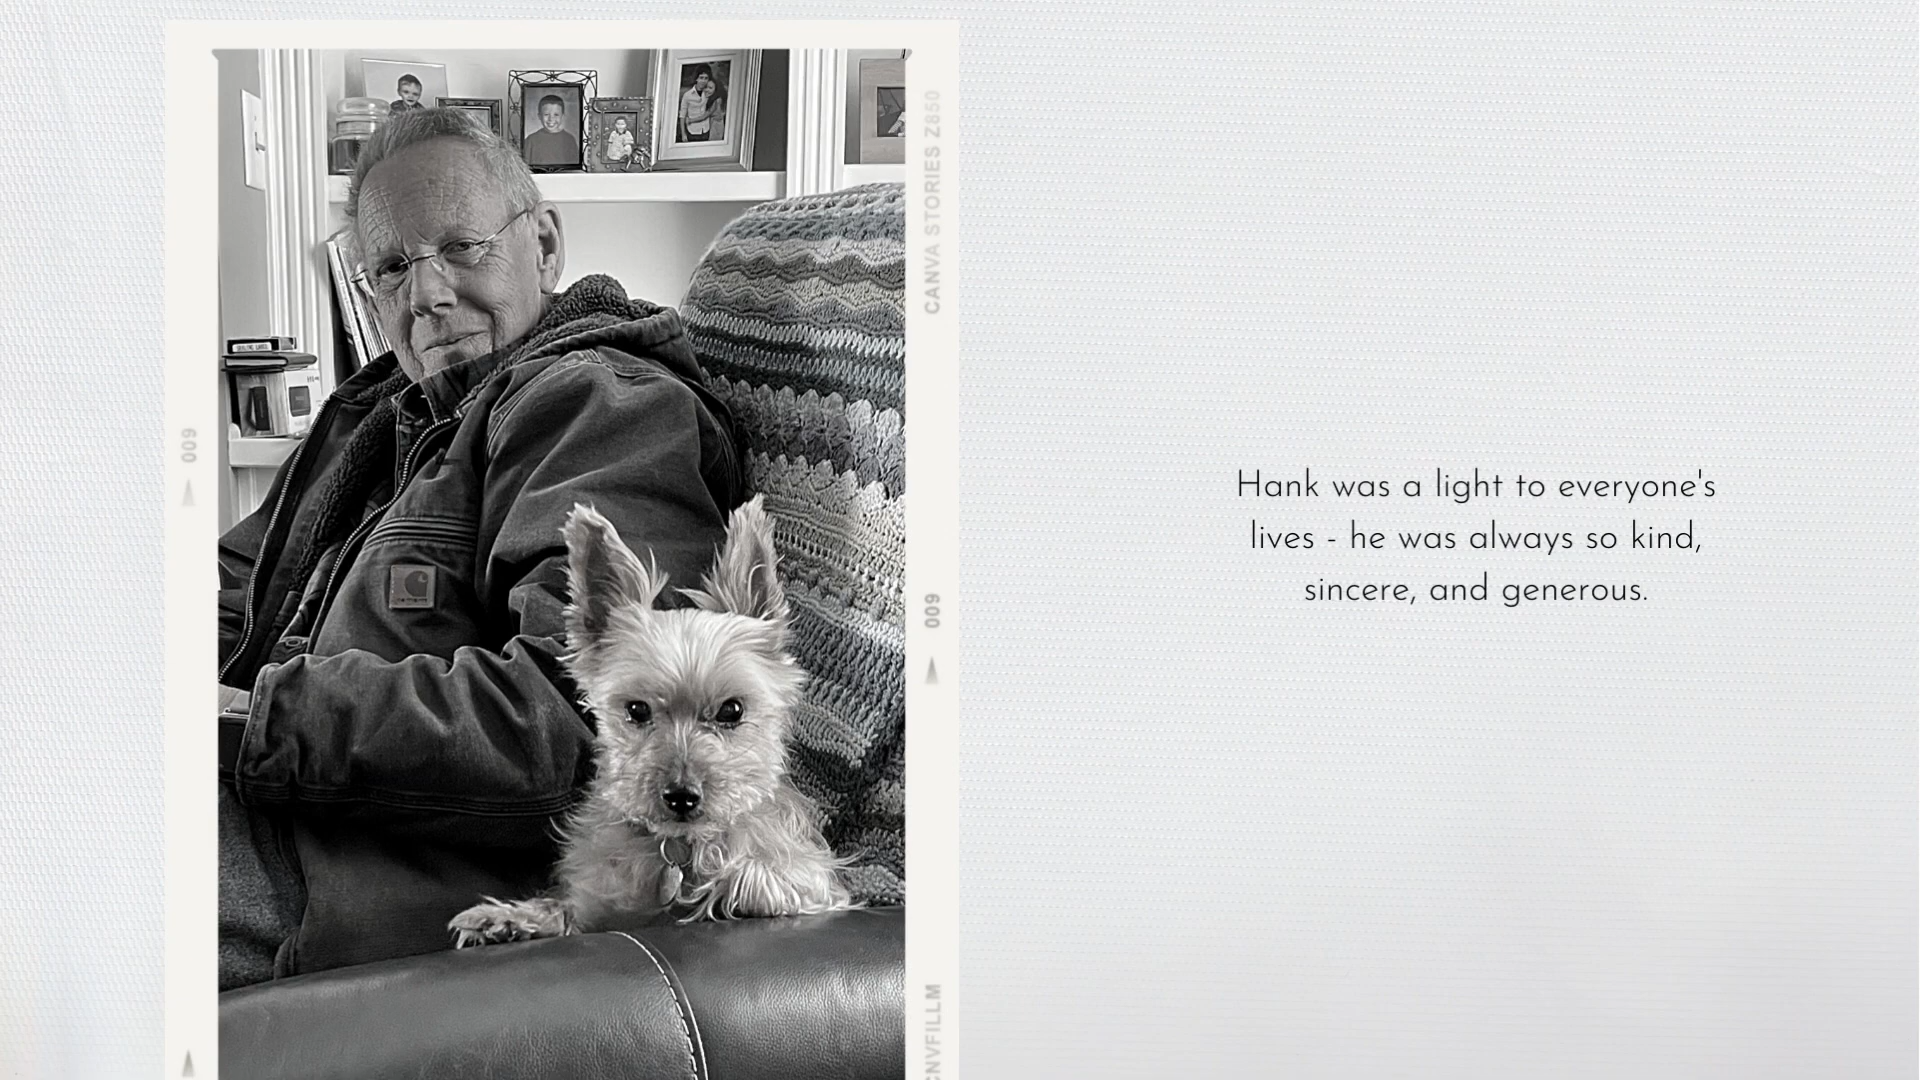 CANVA STORIES Z850
009
009
CNVFILLM
Hank was a light to everyone's
lives - he was always so kind,
sincere, and generous.